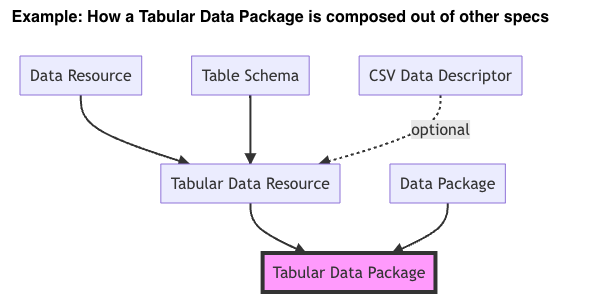 Example: How a Tabular Data Package is composed out of other specs
Data Resource
Table Schema
CSV Data Descriptor
optional
Tabular Data Resource
Data Package
Tabular Data Package